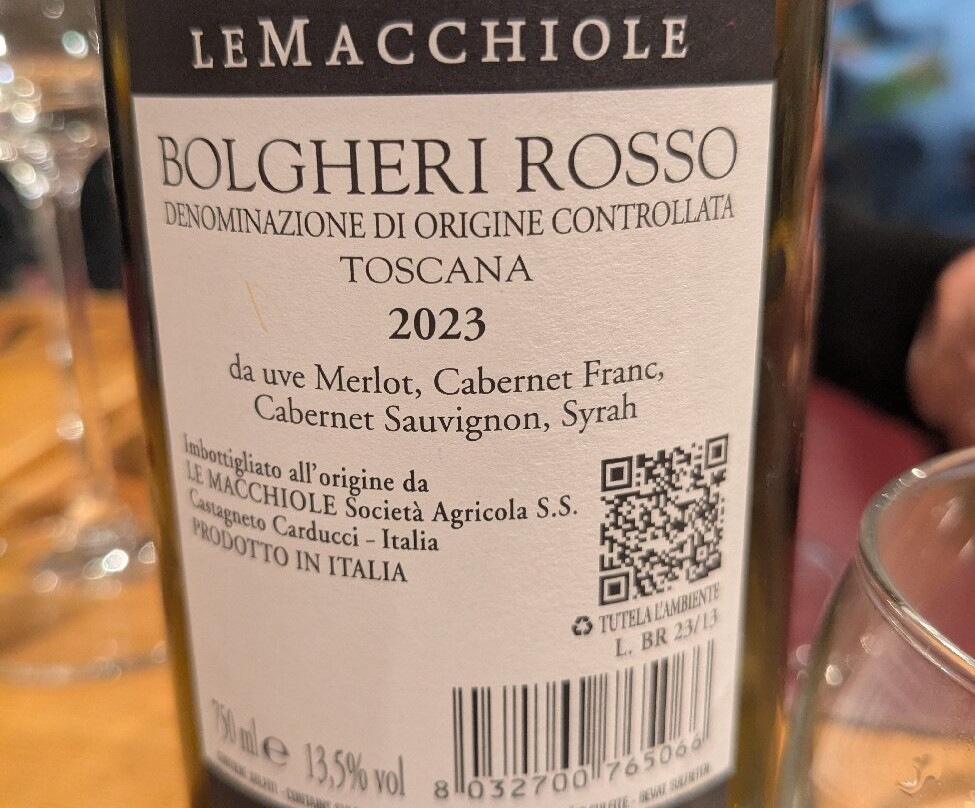 LE MACCHIOLE
BOLGHERI ROSSO
DENOMINAZIONE DI ORIGINE CONTROLLATA
TOSCANA
2023
da uve Merlot, Cabernet Franc,
Cabernet Sauvignon, Syrah
Imbottigliato all'origine da
LE MACCHIOLE Società Agricola S.S.
Castagneto Carducci - Italia
PRODOTTO IN ITALIA
TUTELA L'AMBIENTE
L. BR 23/13
750 ml e 13,5% vol
8 032700 765066